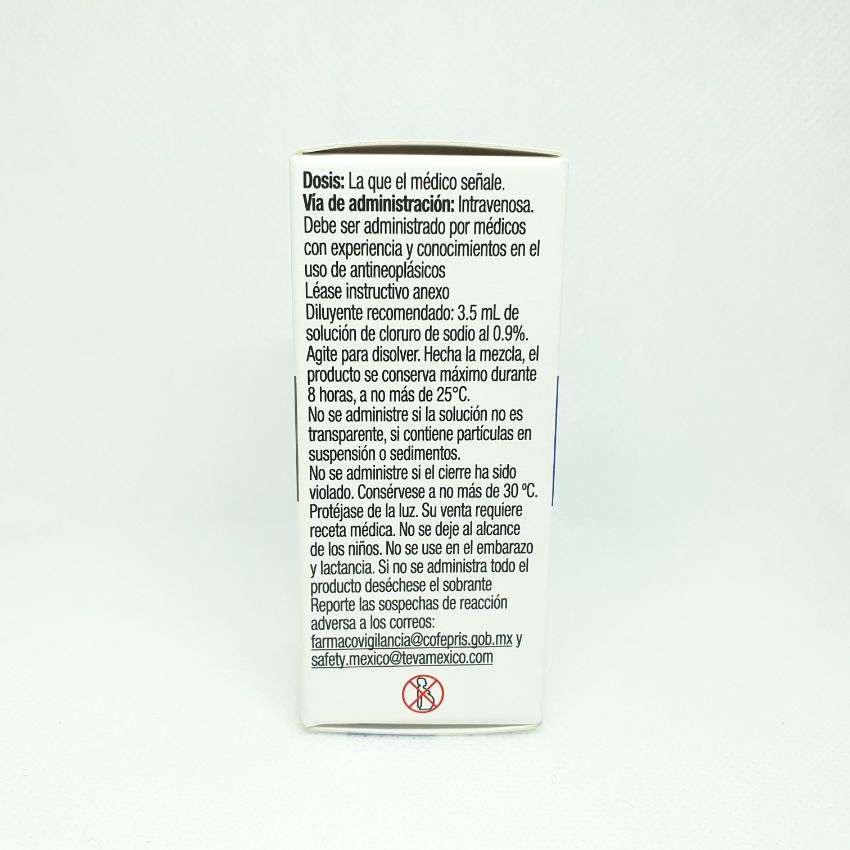 Dosis: La que el médico señale.
Vía de administración: Intravenosa.
Debe ser administrado por médicos
con experiencia y conocimientos en el
uso de antineoplásicos
Léase instructivo anexo
Diluyente recomendado: 3.5 mL de
solución de cloruro de sodio al 0.9%.
Agite para disolver. Hecha la mezcla, el
producto se conserva máximo durante
8 horas, a no más de 25°C.
No se administre si la solución no es
transparente, si contiene partículas en
suspensión o sedimentos.
No se administre si el cierre ha sido
violado. Consérvese a no más de 30 ºC.
Protéjase de la luz. Su venta requiere
receta médica. No se deje al alcance
de los niños. No se use en el embarazo
y lactancia. Si no se administra todo el
producto deséchese el sobrante
Reporte las sospechas de reacción
adversa a los correos:
farmacovigilancia@cofepris.gob.mx y
safety.mexico@tevamexico.com